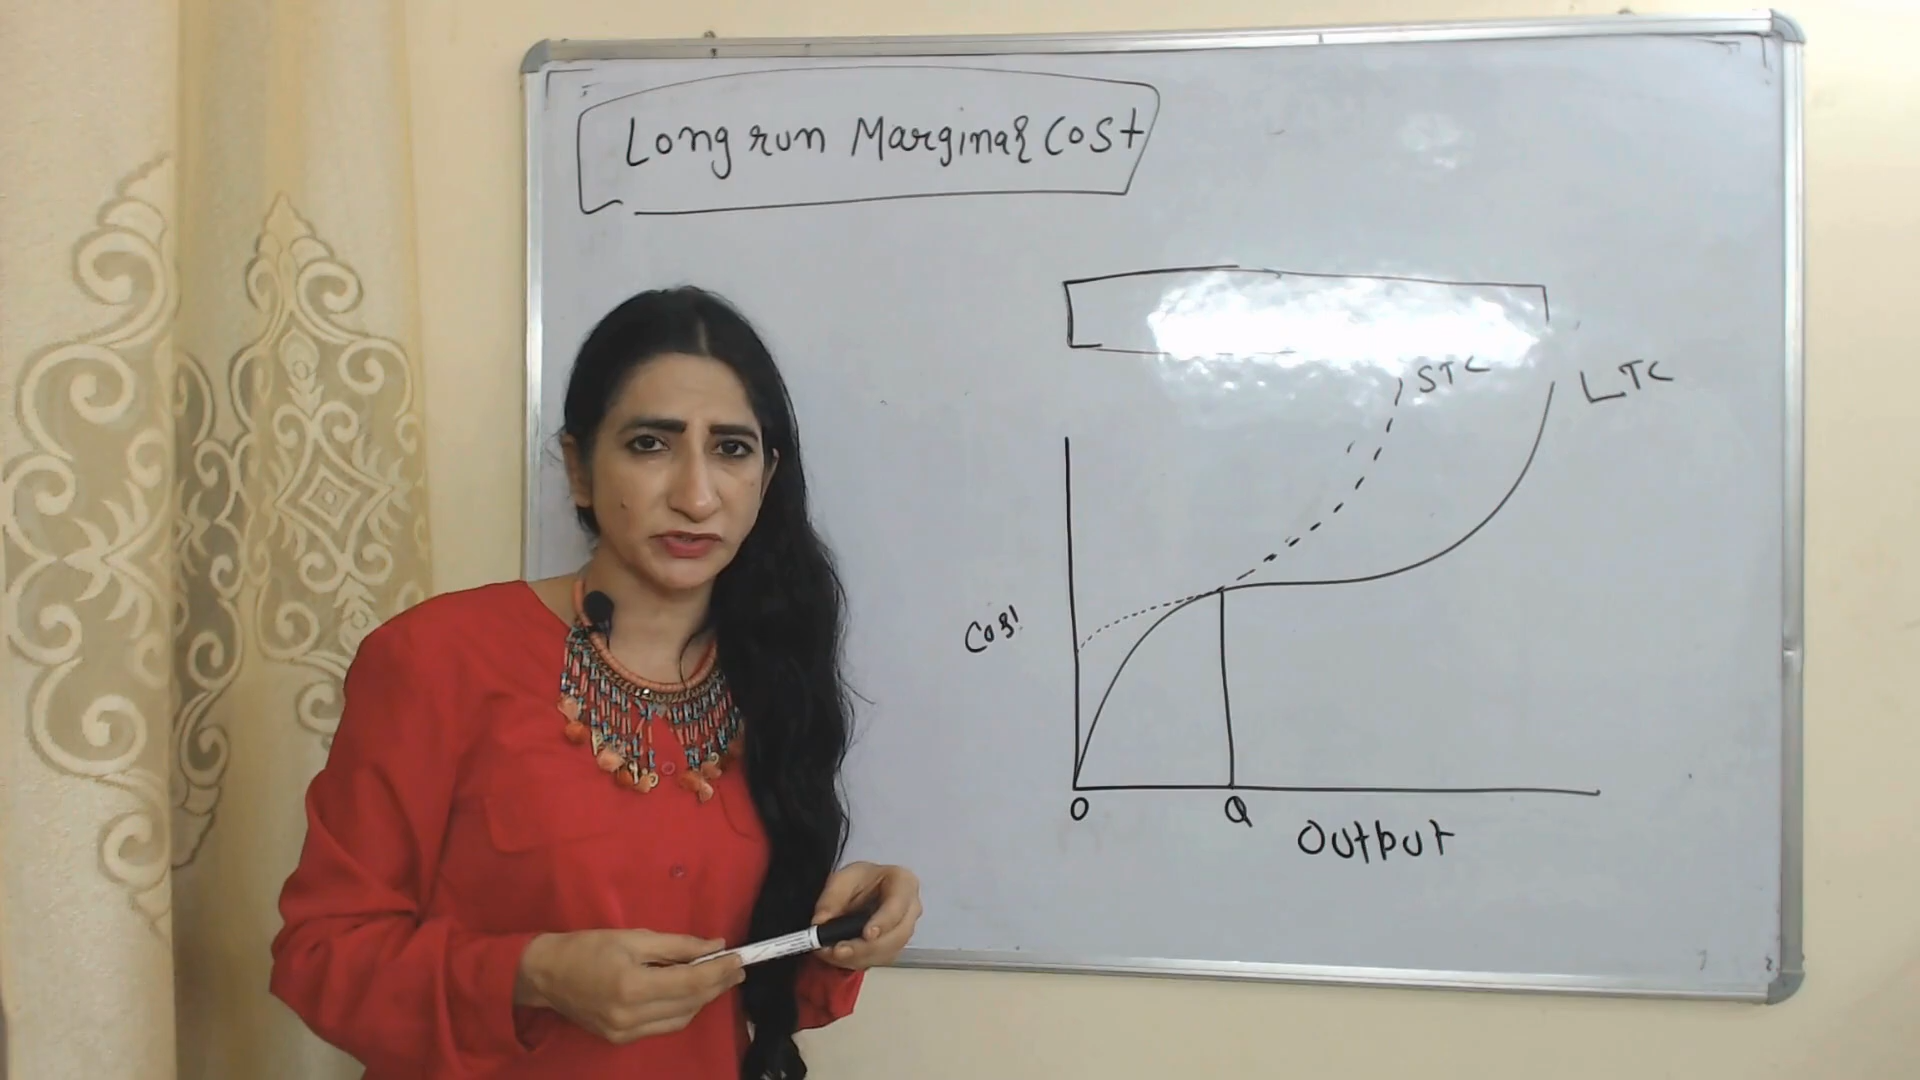 Long run Marginal Cost
STC
LTC
Cost
O
Q
Output